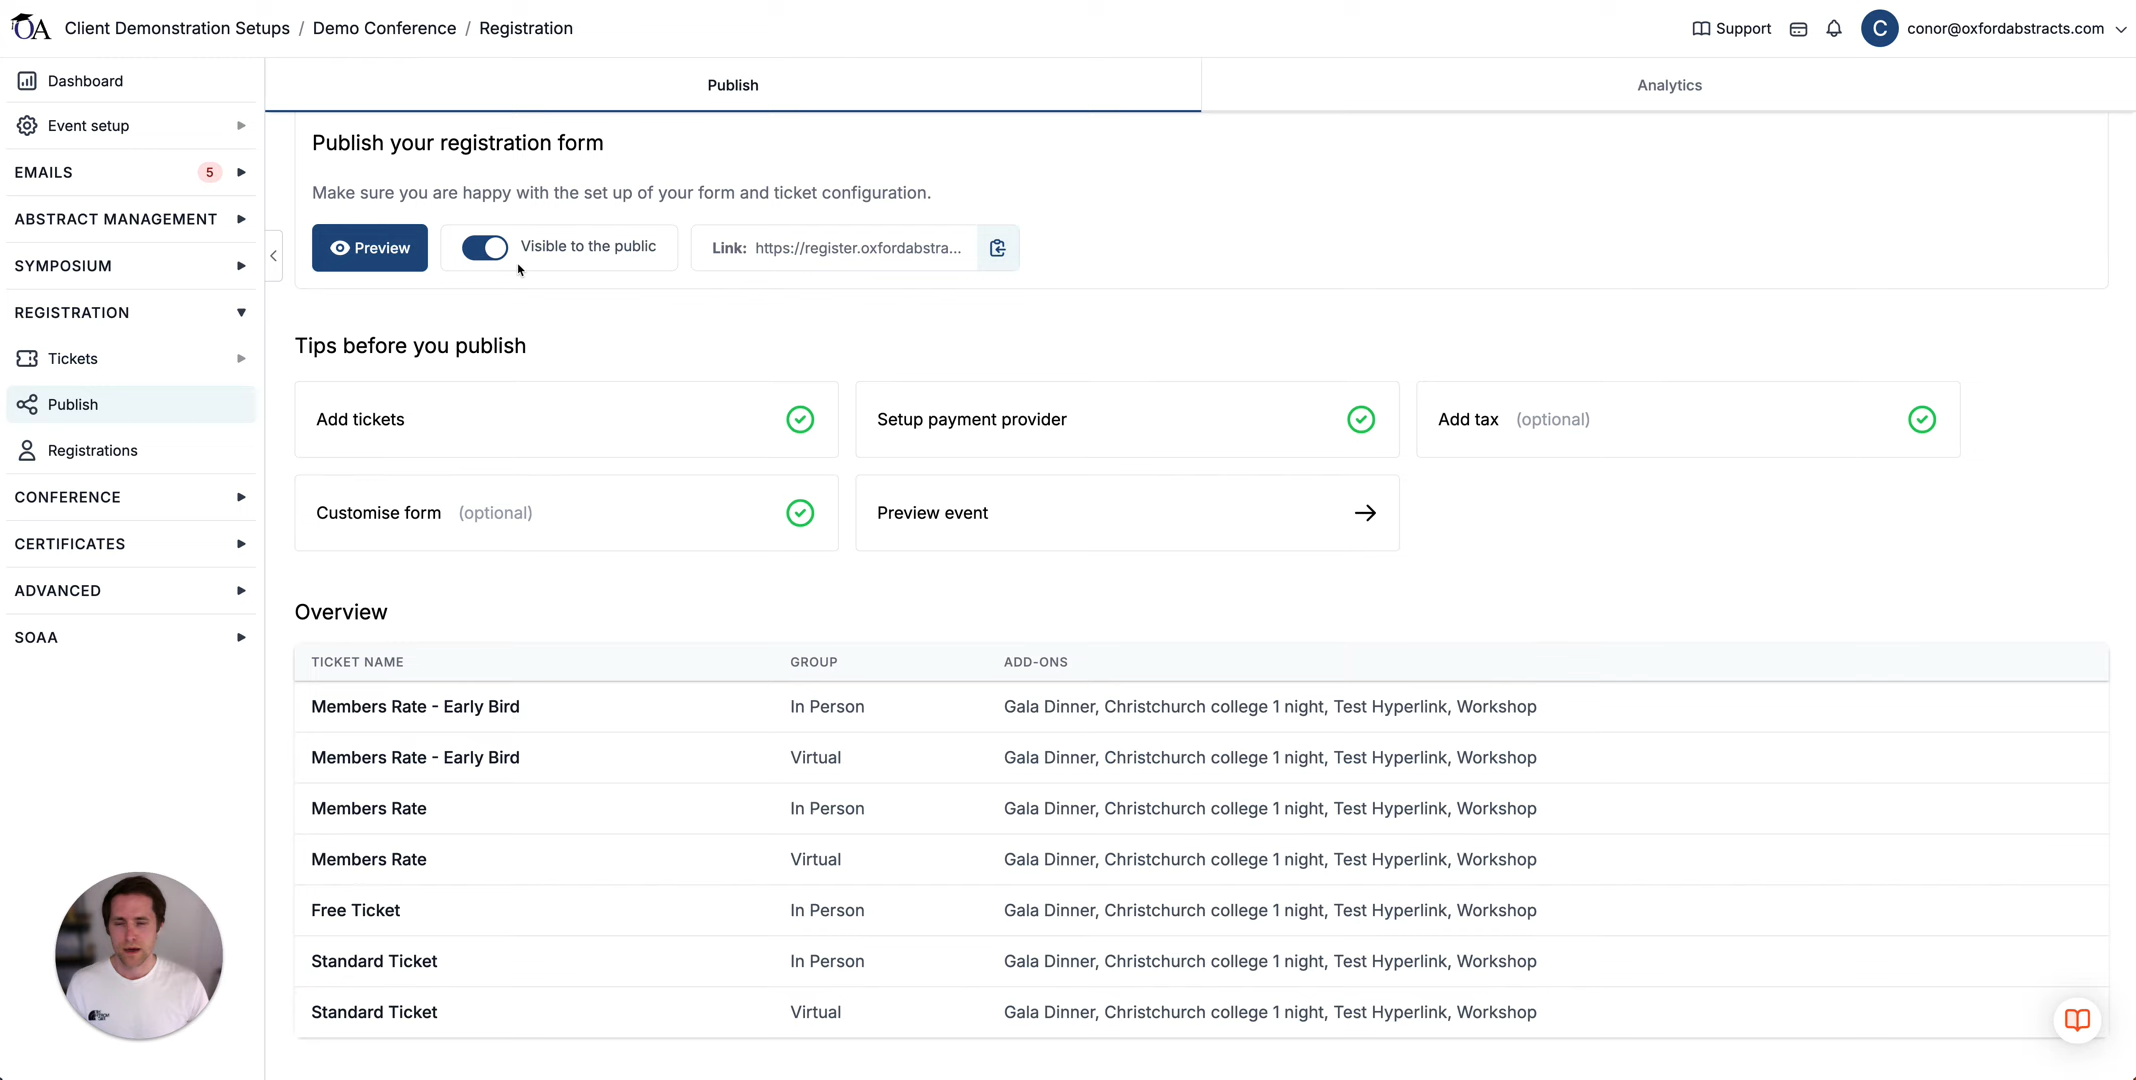 OA Client Demonstration Setups / Demo Conference / Registration
Support
C conor@oxfordabstracts.com
Dashboard
Event setup
EMAILS 5
ABSTRACT MANAGEMENT
SYMPOSIUM
REGISTRATION
Tickets
Publish
Registrations
CONFERENCE
CERTIFICATES
ADVANCED
SOAA
Publish Analytics
Publish your registration form
Make sure you are happy with the set up of your form and ticket configuration.
Preview Visible to the public Link: https://register.oxfordabstra...
Tips before you publish
Add tickets Setup payment provider Add tax (optional)
Customise form (optional) Preview event
Overview
TICKET NAME GROUP ADD-ONS
Members Rate - Early Bird In Person Gala Dinner, Christchurch college 1 night, Test Hyperlink, Workshop
Members Rate - Early Bird Virtual Gala Dinner, Christchurch college 1 night, Test Hyperlink, Workshop
Members Rate In Person Gala Dinner, Christchurch college 1 night, Test Hyperlink, Workshop
Members Rate Virtual Gala Dinner, Christchurch college 1 night, Test Hyperlink, Workshop
Free Ticket In Person Gala Dinner, Christchurch college 1 night, Test Hyperlink, Workshop
Standard Ticket In Person Gala Dinner, Christchurch college 1 night, Test Hyperlink, Workshop
Standard Ticket Virtual Gala Dinner, Christchurch college 1 night, Test Hyperlink, Workshop